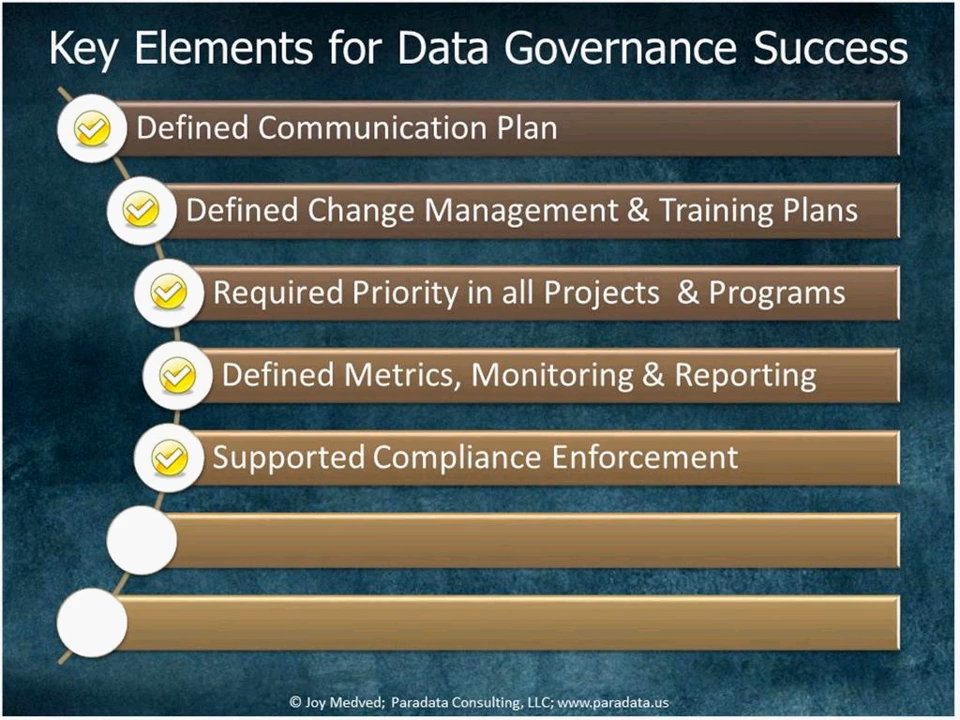 Key Elements for Data Governance Success
Defined Communication Plan
Defined Change Management & Training Plans
Required Priority in all Projects & Programs
Defined Metrics, Monitoring & Reporting
Supported Compliance Enforcement
© Joy Medved; Paradata Consulting, LLC; www.paradata.us